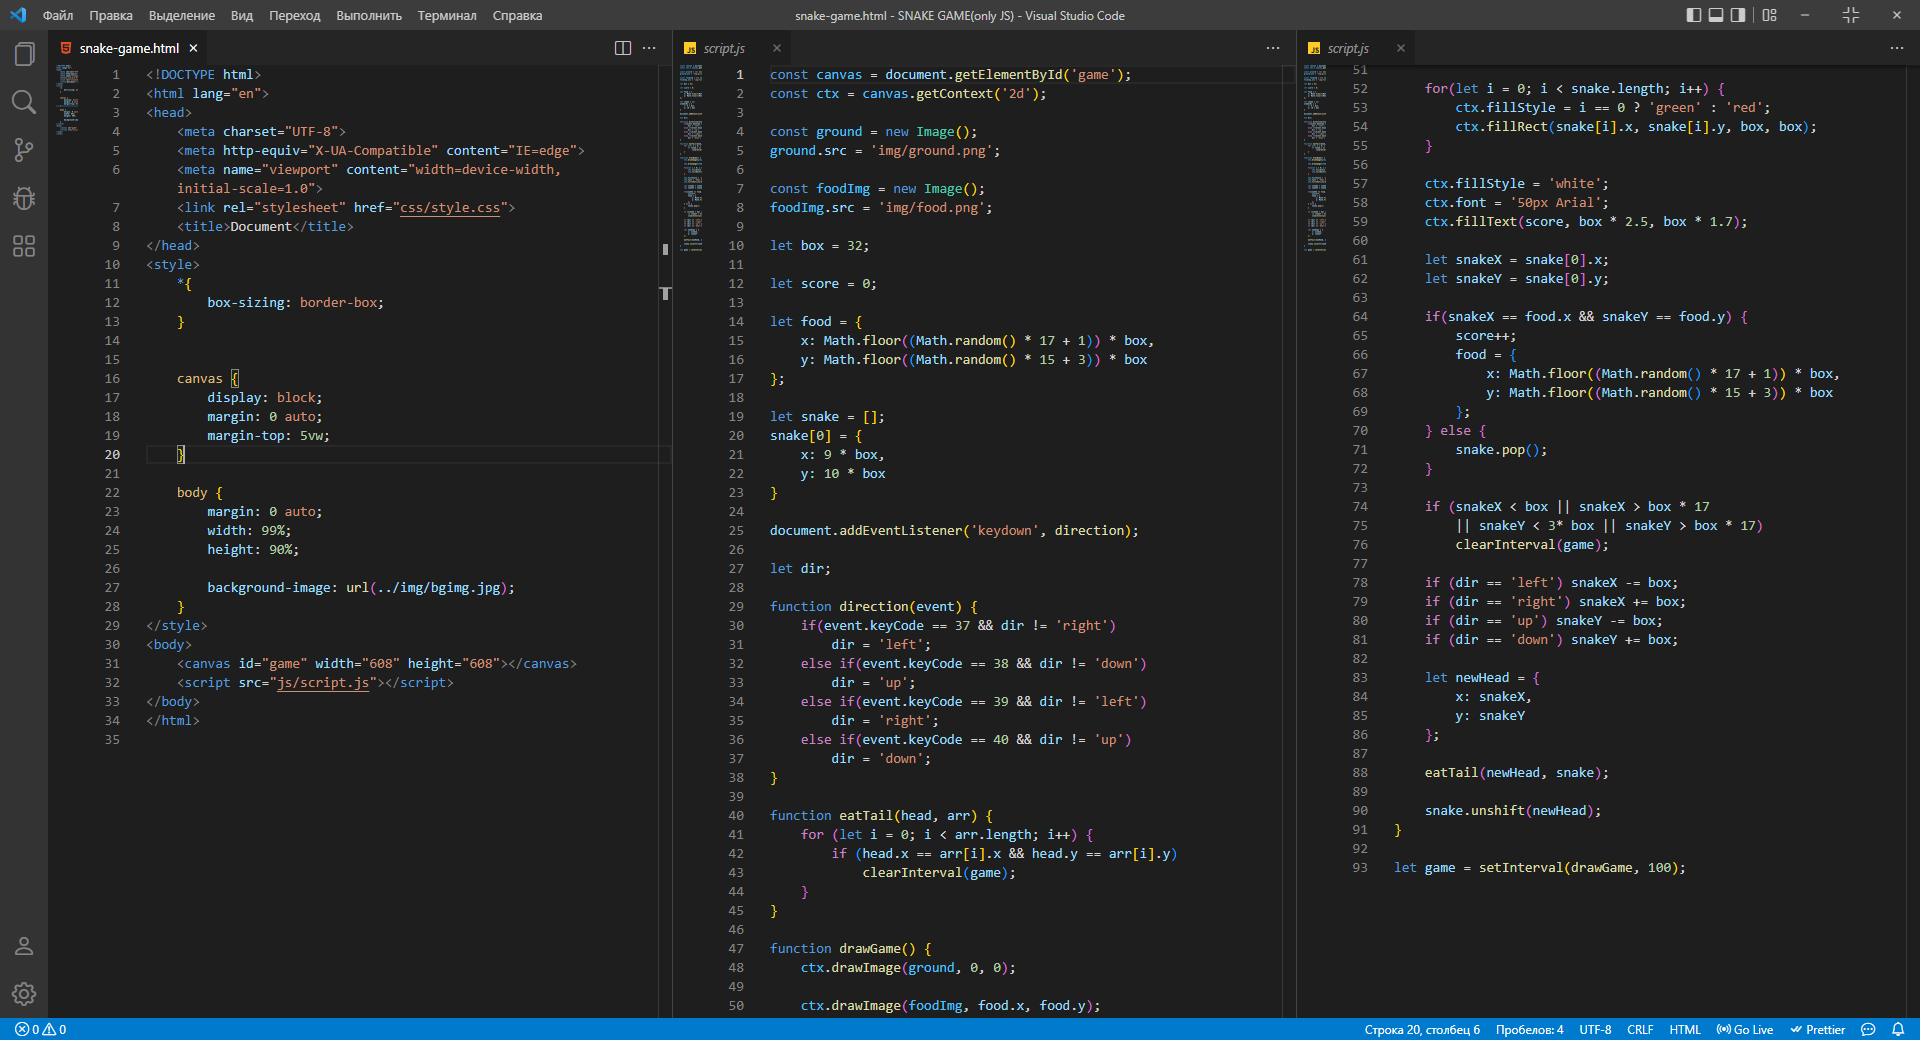 Файл Правка Выделение Вид Переход Выполнить Терминал Справка
snake-game.html - SNAKE GAME(only JS) - Visual Studio Code
snake-game.html
1 <!DOCTYPE html>
2 <html lang="en">
3 <head>
4 <meta charset="UTF-8">
5 <meta http-equiv="X-UA-Compatible" content="IE=edge">
6 <meta name="viewport" content="width=device-width,
initial-scale=1.0">
7 <link rel="stylesheet" href="css/style.css">
8 <title>Document</title>
9 </head>
10 <style>
11 *{
12 box-sizing: border-box;
13 }
14
15
16 canvas {
17 display: block;
18 margin: 0 auto;
19 margin-top: 5vw;
20 }
21
22 body {
23 margin: 0 auto;
24 width: 99%;
25 height: 90%;
26
27 background-image: url(../img/bgimg.jpg);
28 }
29 </style>
30 <body>
31 <canvas id="game" width="608" height="608"></canvas>
32 <script src="js/script.js"></script>
33 </body>
34 </html>
35
script.js
1 const canvas = document.getElementById('game');
2 const ctx = canvas.getContext('2d');
3
4 const ground = new Image();
5 ground.src = 'img/ground.png';
6
7 const foodImg = new Image();
8 foodImg.src = 'img/food.png';
9
10 let box = 32;
11
12 let score = 0;
13
14 let food = {
15 x: Math.floor((Math.random() * 17 + 1)) * box,
16 y: Math.floor((Math.random() * 15 + 3)) * box
17 };
18
19 let snake = [];
20 snake[0] = {
21 x: 9 * box,
22 y: 10 * box
23 }
24
25 document.addEventListener('keydown', direction);
26
27 let dir;
28
29 function direction(event) {
30 if(event.keyCode == 37 && dir != 'right')
31 dir = 'left';
32 else if(event.keyCode == 38 && dir != 'down')
33 dir = 'up';
34 else if(event.keyCode == 39 && dir != 'left')
35 dir = 'right';
36 else if(event.keyCode == 40 && dir != 'up')
37 dir = 'down';
38 }
39
40 function eatTail(head, arr) {
41 for (let i = 0; i < arr.length; i++) {
42 if (head.x == arr[i].x && head.y == arr[i].y)
43 clearInterval(game);
44 }
45 }
46
47 function drawGame() {
48 ctx.drawImage(ground, 0, 0);
49
50 ctx.drawImage(foodImg, food.x, food.y);
script.js
51
52 for(let i = 0; i < snake.length; i++) {
53 ctx.fillStyle = i == 0 ? 'green' : 'red';
54 ctx.fillRect(snake[i].x, snake[i].y, box, box);
55 }
56
57 ctx.fillStyle = 'white';
58 ctx.font = '50px Arial';
59 ctx.fillText(score, box * 2.5, box * 1.7);
60
61 let snakeX = snake[0].x;
62 let snakeY = snake[0].y;
63
64 if(snakeX == food.x && snakeY == food.y) {
65 score++;
66 food = {
67 x: Math.floor((Math.random() * 17 + 1)) * box,
68 y: Math.floor((Math.random() * 15 + 3)) * box
69 };
70 } else {
71 snake.pop();
72 }
73
74 if (snakeX < box || snakeX > box * 17
75 || snakeY < 3* box || snakeY > box * 17)
76 clearInterval(game);
77
78 if (dir == 'left') snakeX -= box;
79 if (dir == 'right') snakeX += box;
80 if (dir == 'up') snakeY -= box;
81 if (dir == 'down') snakeY += box;
82
83 let newHead = {
84 x: snakeX,
85 y: snakeY
86 };
87
88 eatTail(newHead, snake);
89
90 snake.unshift(newHead);
91 }
92
93 let game = setInterval(drawGame, 100);
0 0
Строка 20, столбец 6 Пробелов: 4 UTF-8 CRLF HTML Go Live Prettier